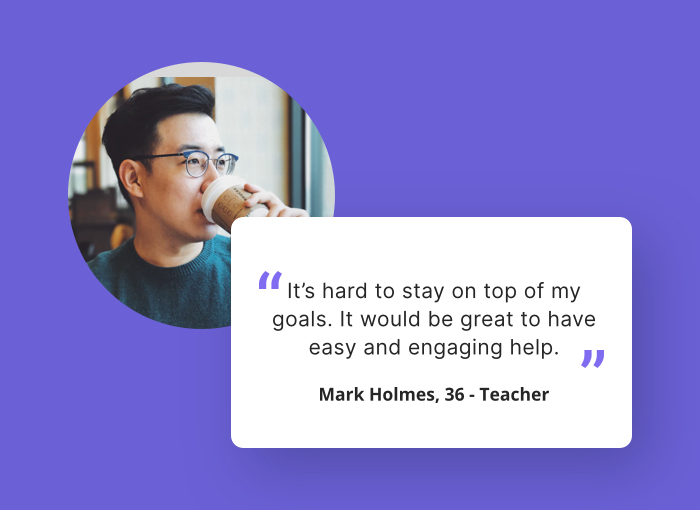 “It’s hard to stay on top of my
goals. It would be great to have
easy and engaging help.”
Mark Holmes, 36 - Teacher